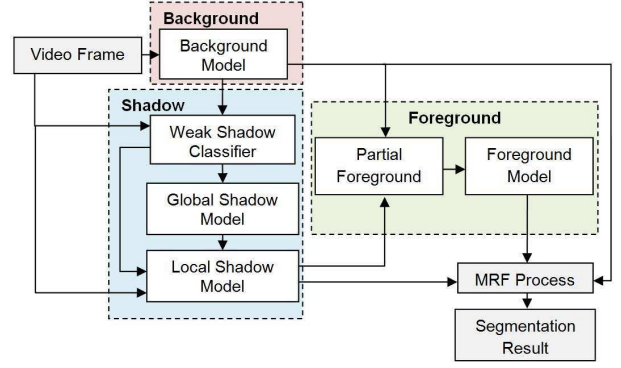 Background
Video Frame
Background
Model
Shadow
Weak Shadow
Classifier
Global Shadow
Model
Local Shadow
Model
Foreground
Partial
Foreground
Foreground
Model
MRF Process
Segmentation
Result